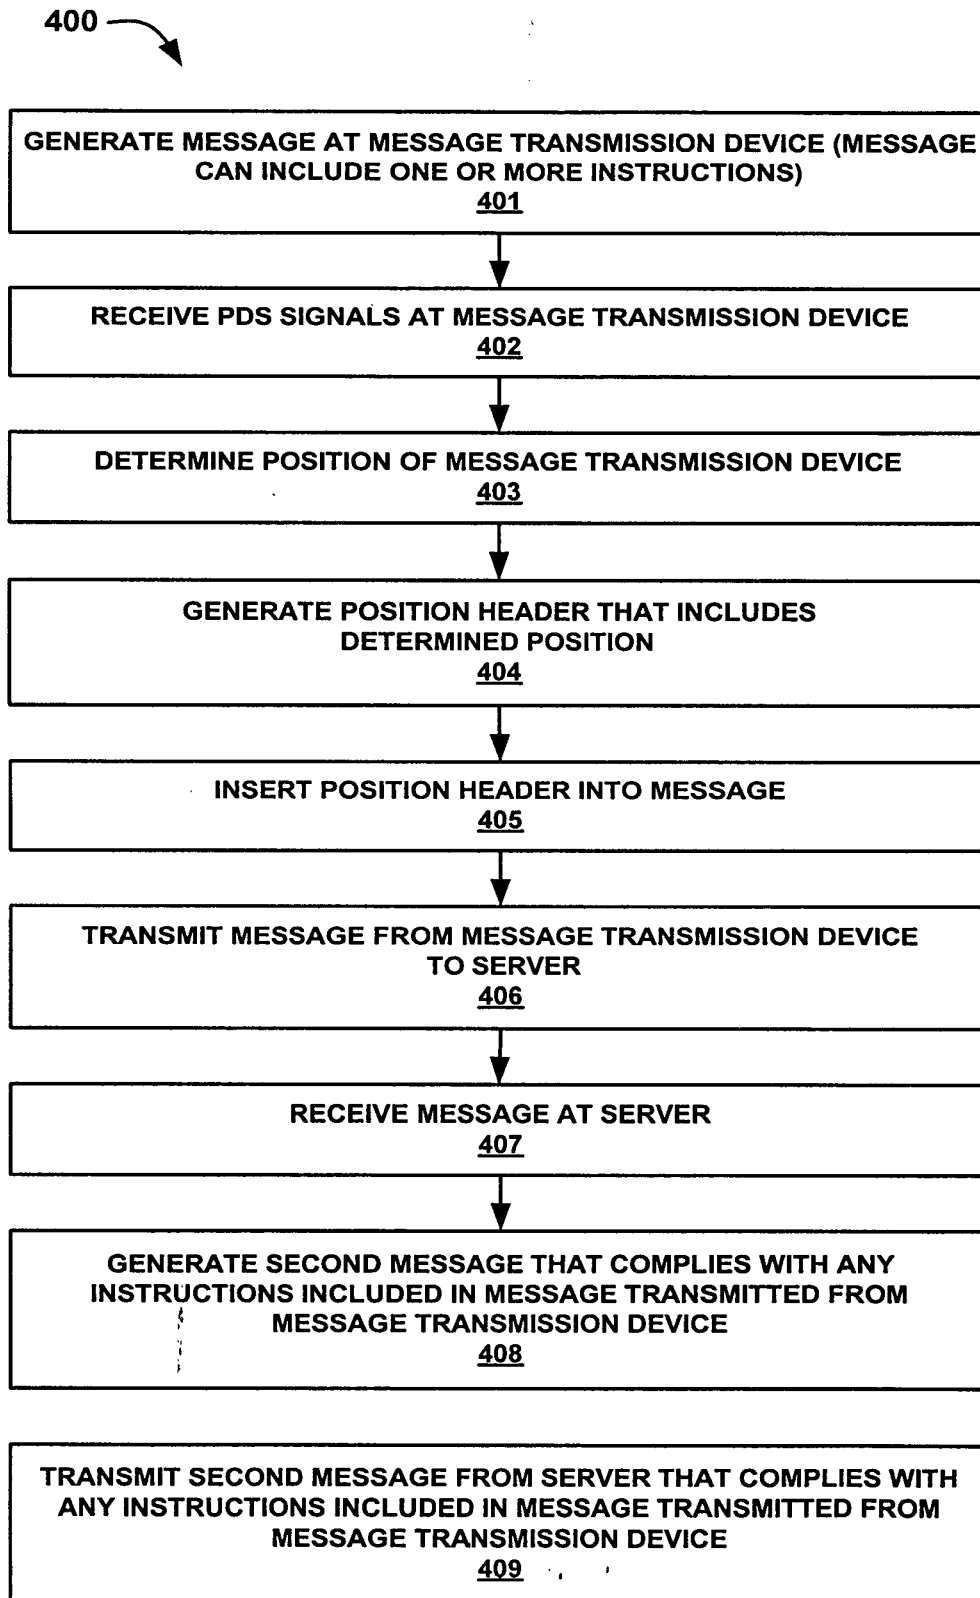 400
GENERATE MESSAGE AT MESSAGE TRANSMISSION DEVICE (MESSAGE
CAN INCLUDE ONE OR MORE INSTRUCTIONS)
401
RECEIVE PDS SIGNALS AT MESSAGE TRANSMISSION DEVICE
402
DETERMINE POSITION OF MESSAGE TRANSMISSION DEVICE
403
GENERATE POSITION HEADER THAT INCLUDES
DETERMINED POSITION
404
INSERT POSITION HEADER INTO MESSAGE
405
TRANSMIT MESSAGE FROM MESSAGE TRANSMISSION DEVICE
TO SERVER
406
RECEIVE MESSAGE AT SERVER
407
GENERATE SECOND MESSAGE THAT COMPLIES WITH ANY
INSTRUCTIONS INCLUDED IN MESSAGE TRANSMITTED FROM
MESSAGE TRANSMISSION DEVICE
408
TRANSMIT SECOND MESSAGE FROM SERVER THAT COMPLIES WITH
ANY INSTRUCTIONS INCLUDED IN MESSAGE TRANSMITTED FROM
MESSAGE TRANSMISSION DEVICE
409